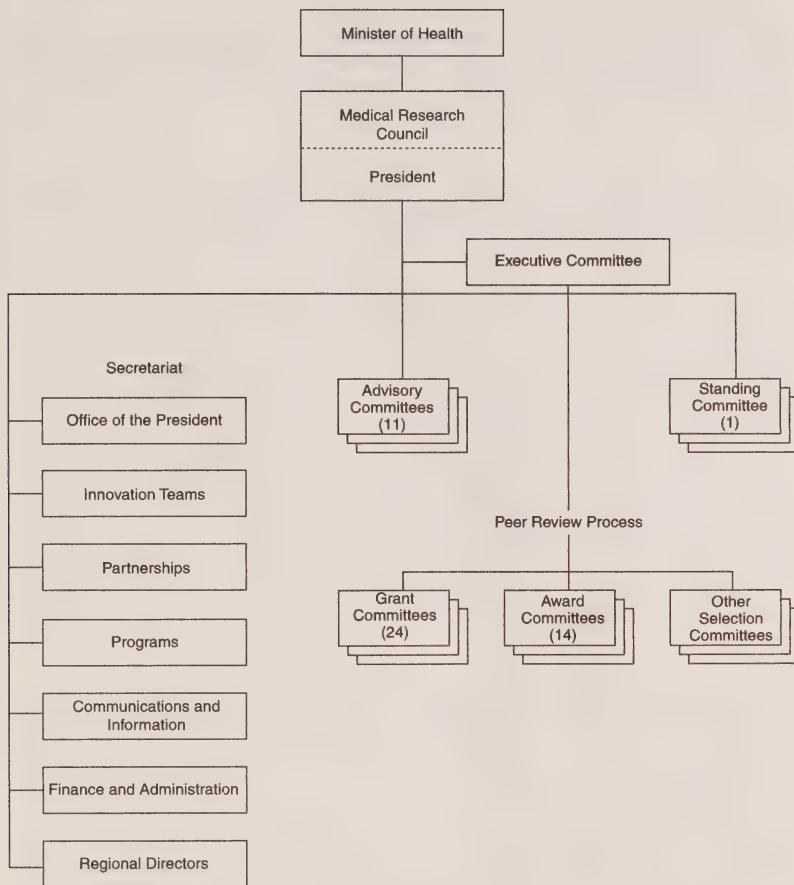 Minister of Health
Medical Research
Council
President
Executive Committee
Secretariat
Office of the President
Innovation Teams
Partnerships
Programs
Communications and
Information
Finance and Administration
Regional Directors
Advisory
Committees
(11)
Standing
Committee
(1)
Peer Review Process
Grant
Committees
(24)
Award
Committees
(14)
Other
Selection
Committees